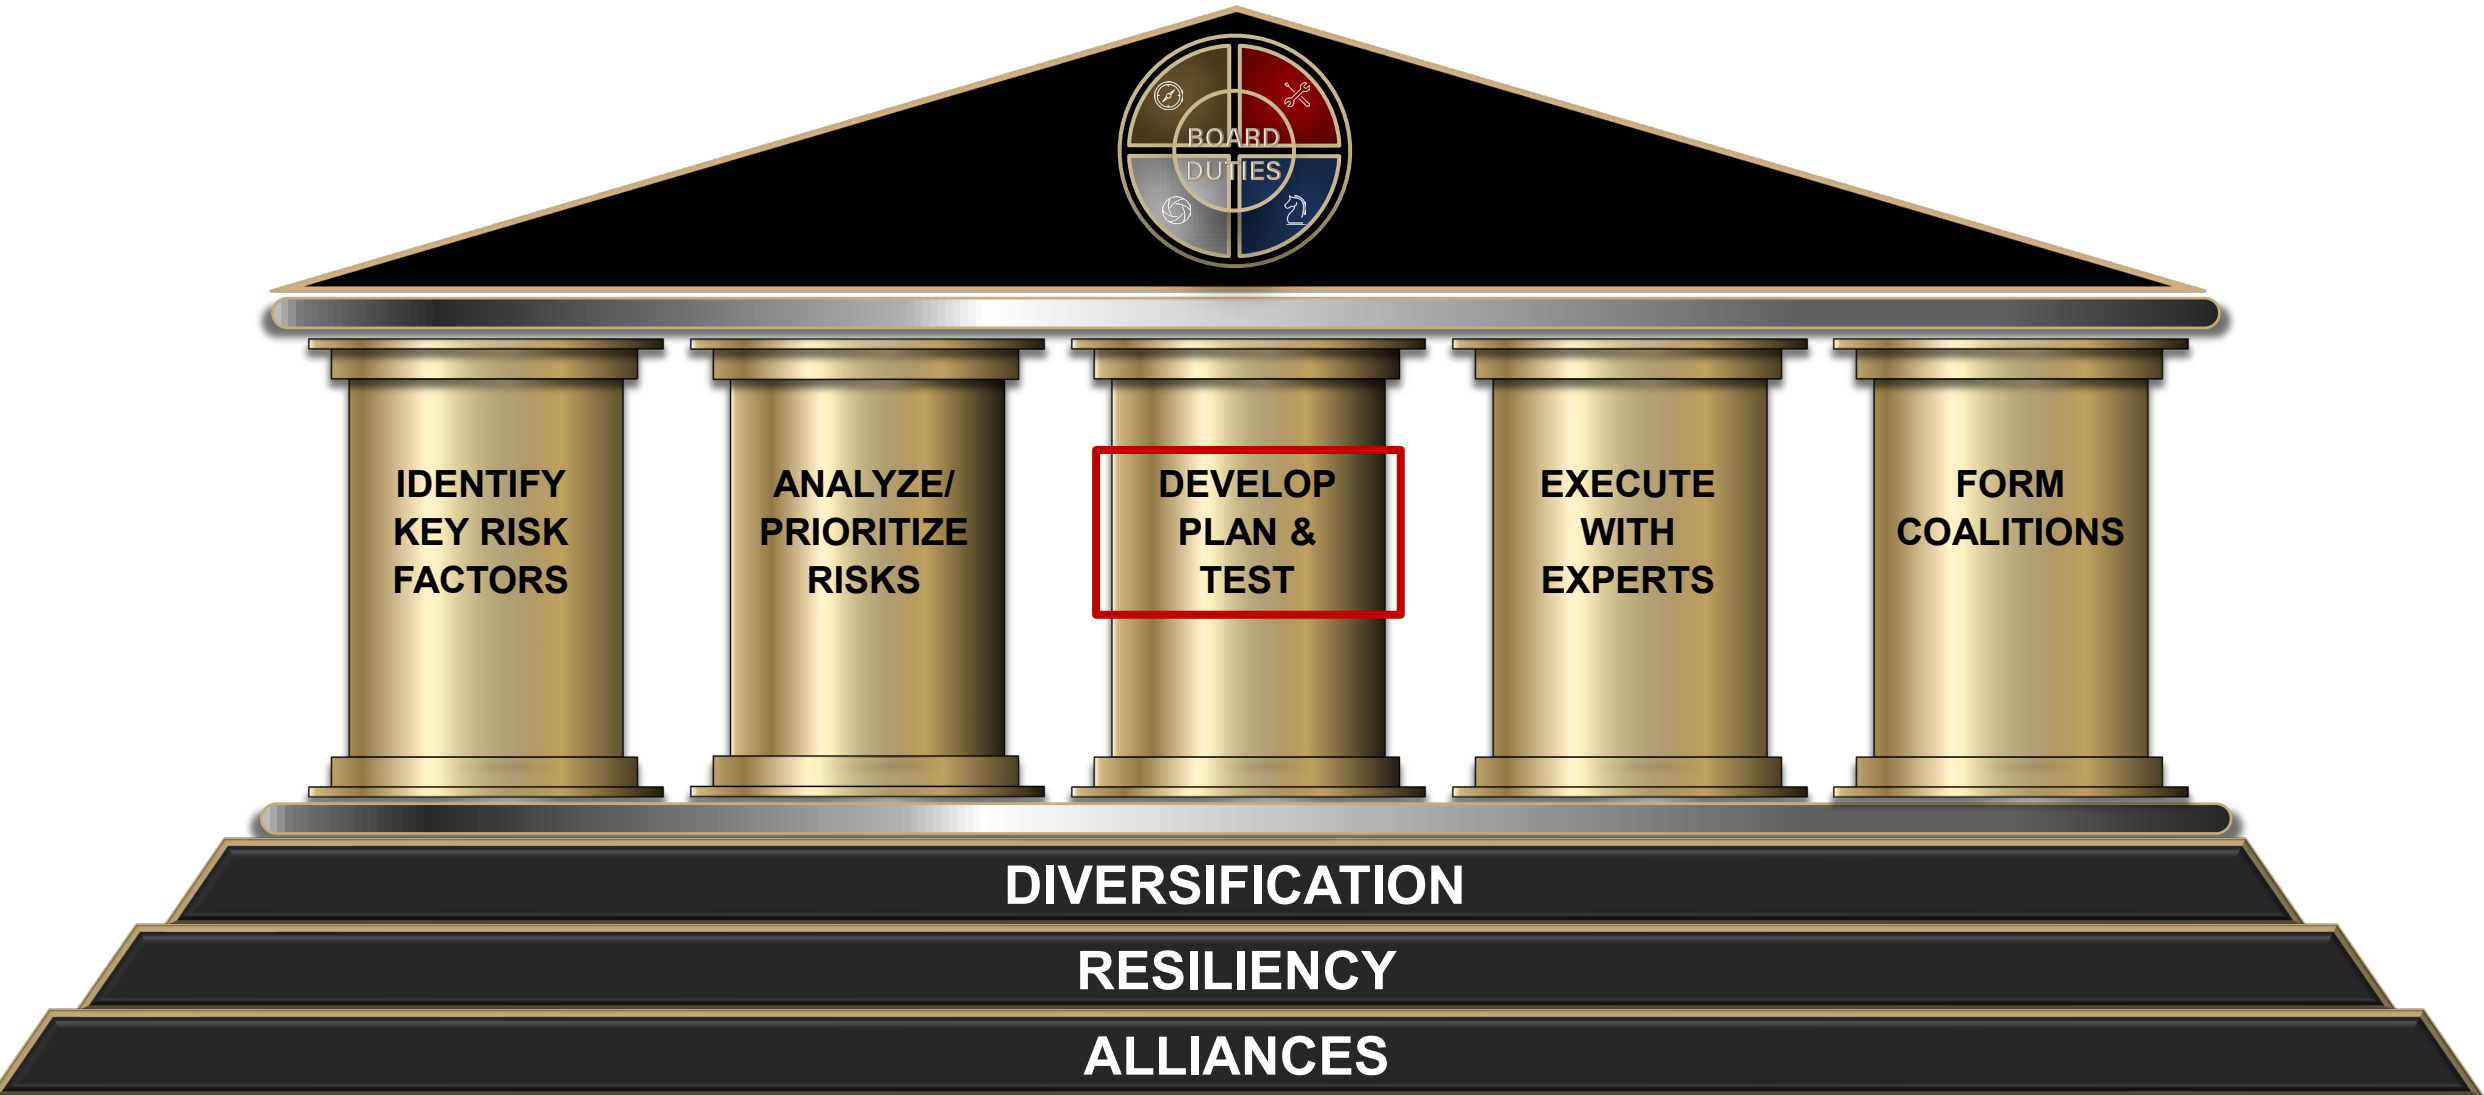 BOARD
DUTIES
IDENTIFY
KEY RISK
FACTORS
ANALYZE/
PRIORITIZE
RISKS
DEVELOP
PLAN &
TEST
EXECUTE
WITH
EXPERTS
FORM
COALITIONS
DIVERSIFICATION
RESILIENCY
ALLIANCES